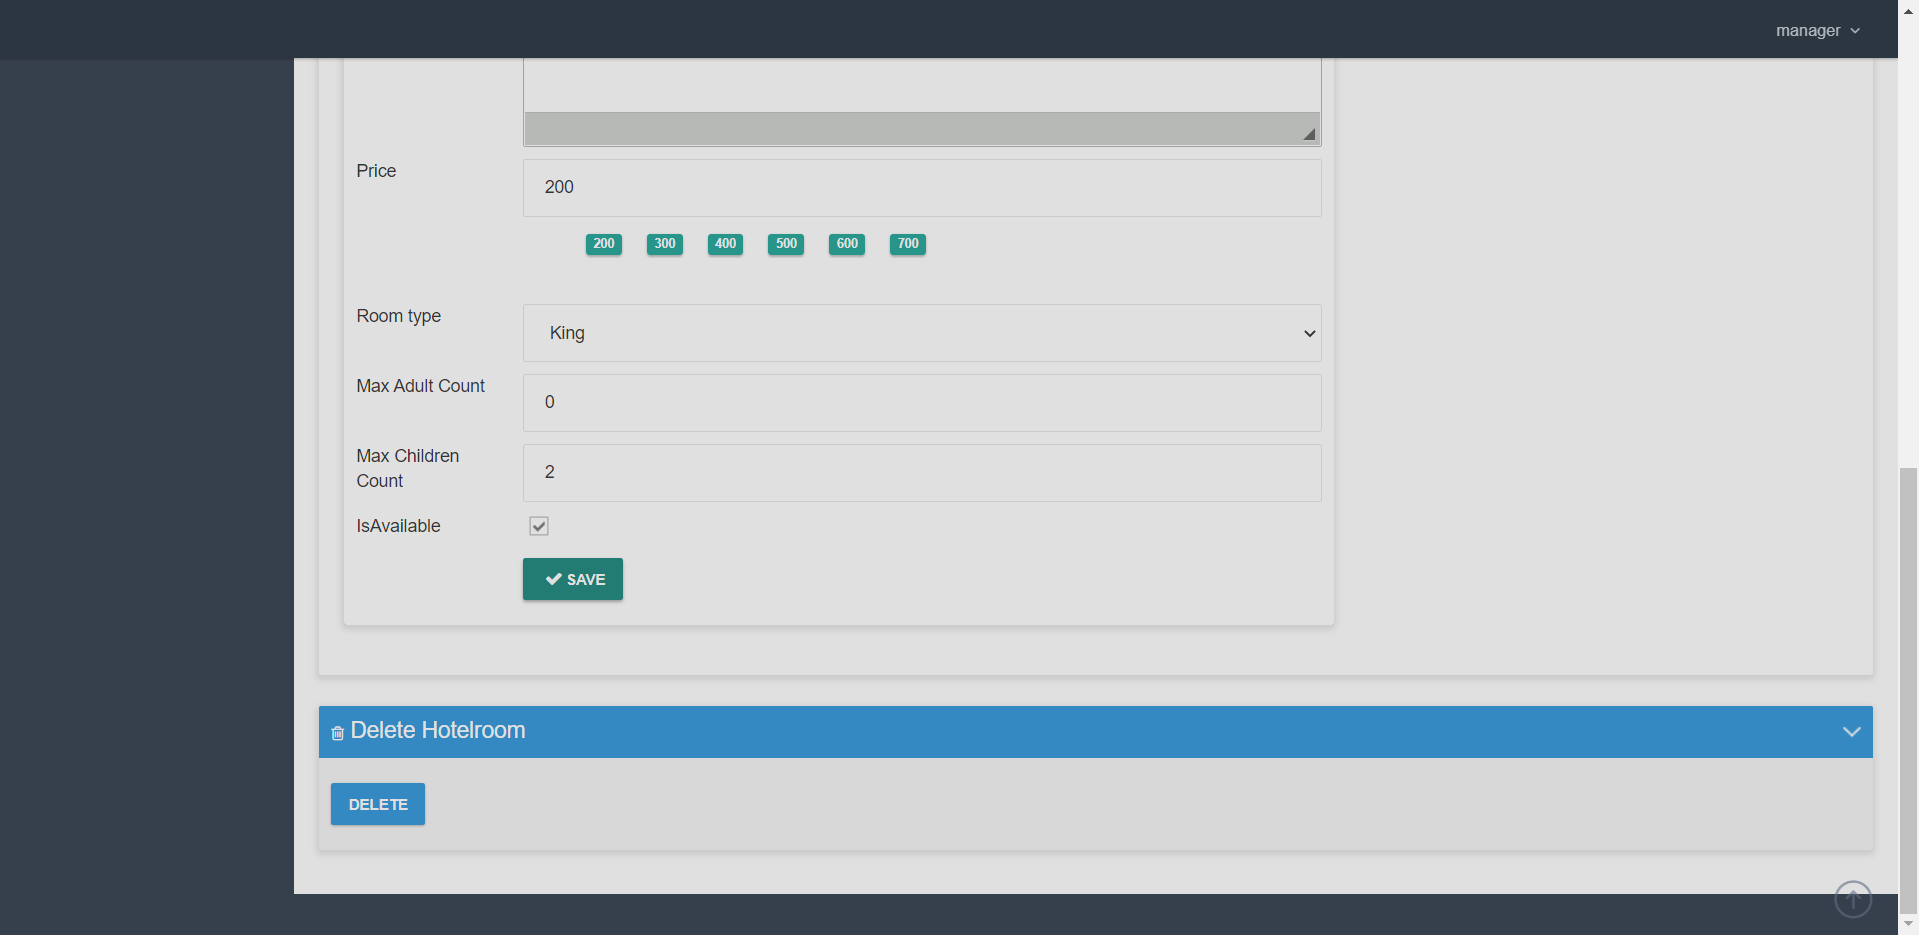 manager
Price
200
200 300 400 500 600 700
Room type
King
Max Adult Count
0
Max Children
Count
2
IsAvailable
SAVE
Delete Hotelroom
DELETE